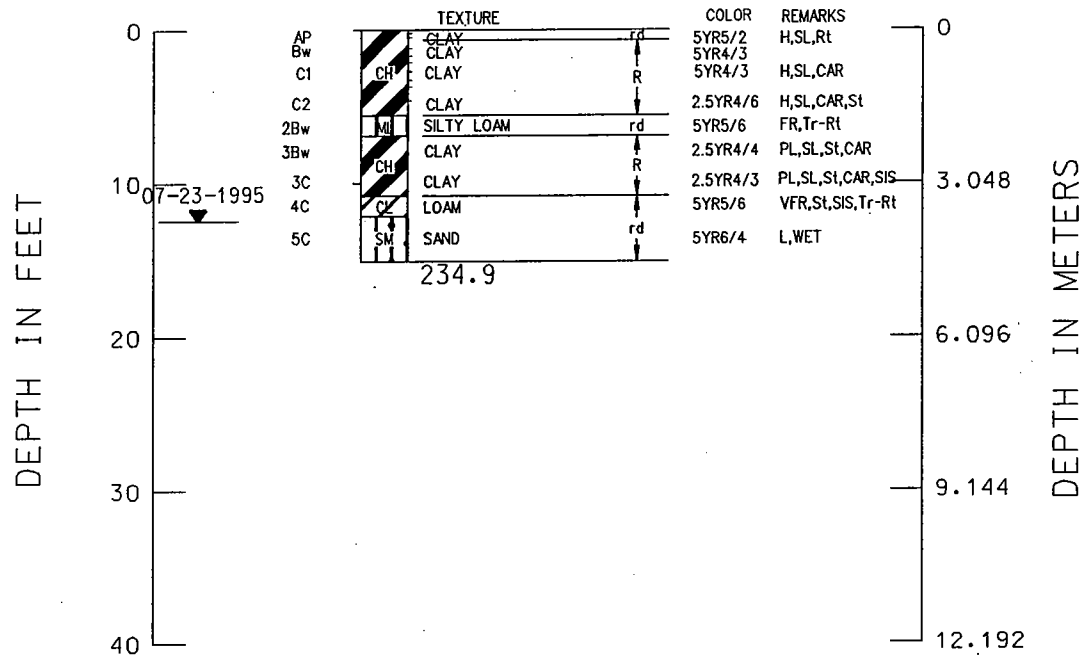 TEXTURE COLOR REMARKS
0 AP CLAY rd 5YR5/2 H,SL,Rt 0
Bw CLAY 5YR4/3
C1 CH CLAY R 5YR4/3 H,SL,CAR
C2 CLAY 2.5YR4/6 H,SL,CAR,St
2Bw ML SILTY LOAM rd 5YR5/6 FR,Tr-Rt
3Bw CLAY 2.5YR4/4 PL,SL,St,CAR
CH R
10 3C CLAY 2.5YR4/3 PL,SL,St,CAR,SIS 3.048
07-23-1995 4C CL LOAM 5YR5/6 VFR,St,SIS,Tr-Rt
rd
5C SM SAND 5YR6/4 L,WET
234.9
20 6.096
30 9.144
40 12.192
DEPTH IN FEET
DEPTH IN METERS